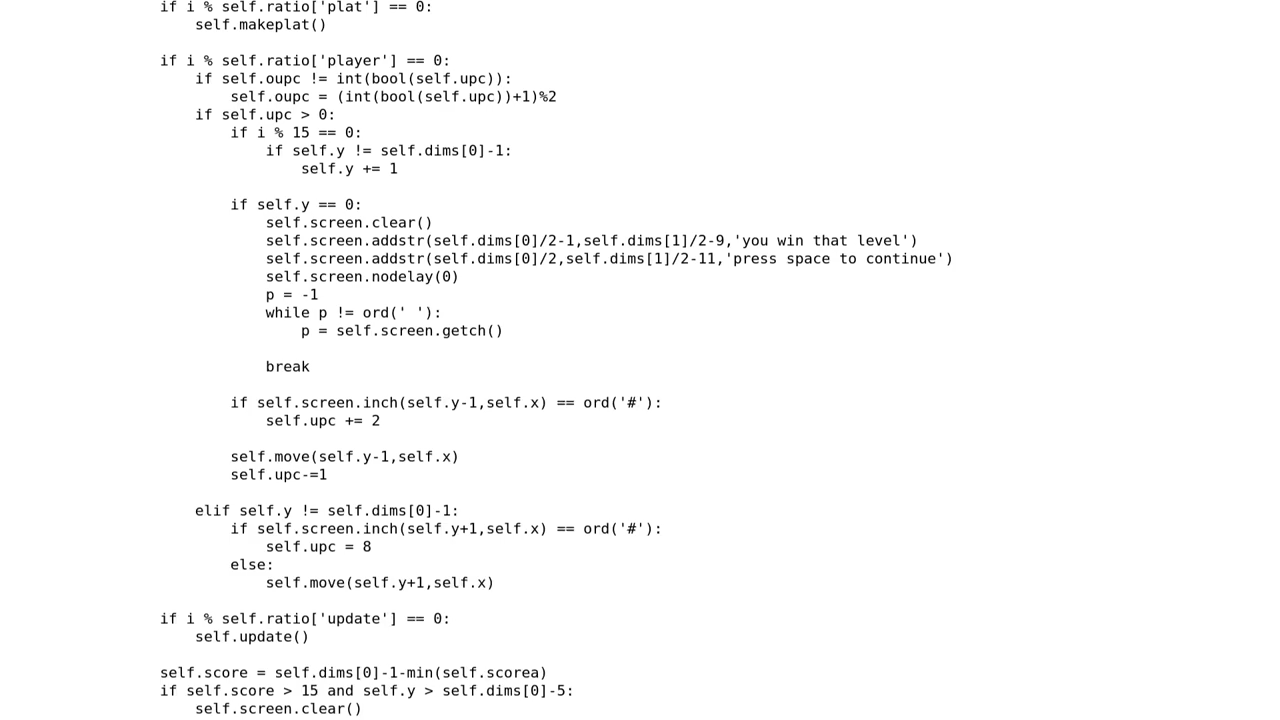 if i % self.ratio['plat'] == 0:
    self.makeplat()

if i % self.ratio['player'] == 0:
    if self.oupc != int(bool(self.upc)):
        self.oupc = (int(bool(self.upc))+1)%2
    if self.upc > 0:
        if i % 15 == 0:
            if self.y != self.dims[0]-1:
                self.y += 1

        if self.y == 0:
            self.screen.clear()
            self.screen.addstr(self.dims[0]/2-1,self.dims[1]/2-9,'you win that level')
            self.screen.addstr(self.dims[0]/2,self.dims[1]/2-11,'press space to continue')
            self.screen.nodelay(0)
            p = -1
            while p != ord(' '):
                p = self.screen.getch()

            break

        if self.screen.inch(self.y-1,self.x) == ord('#'):
            self.upc += 2

        self.move(self.y-1,self.x)
        self.upc-=1

    elif self.y != self.dims[0]-1:
        if self.screen.inch(self.y+1,self.x) == ord('#'):
            self.upc = 8
        else:
            self.move(self.y+1,self.x)

if i % self.ratio['update'] == 0:
    self.update()

self.score = self.dims[0]-1-min(self.scorea)
if self.score > 15 and self.y > self.dims[0]-5:
    self.screen.clear()